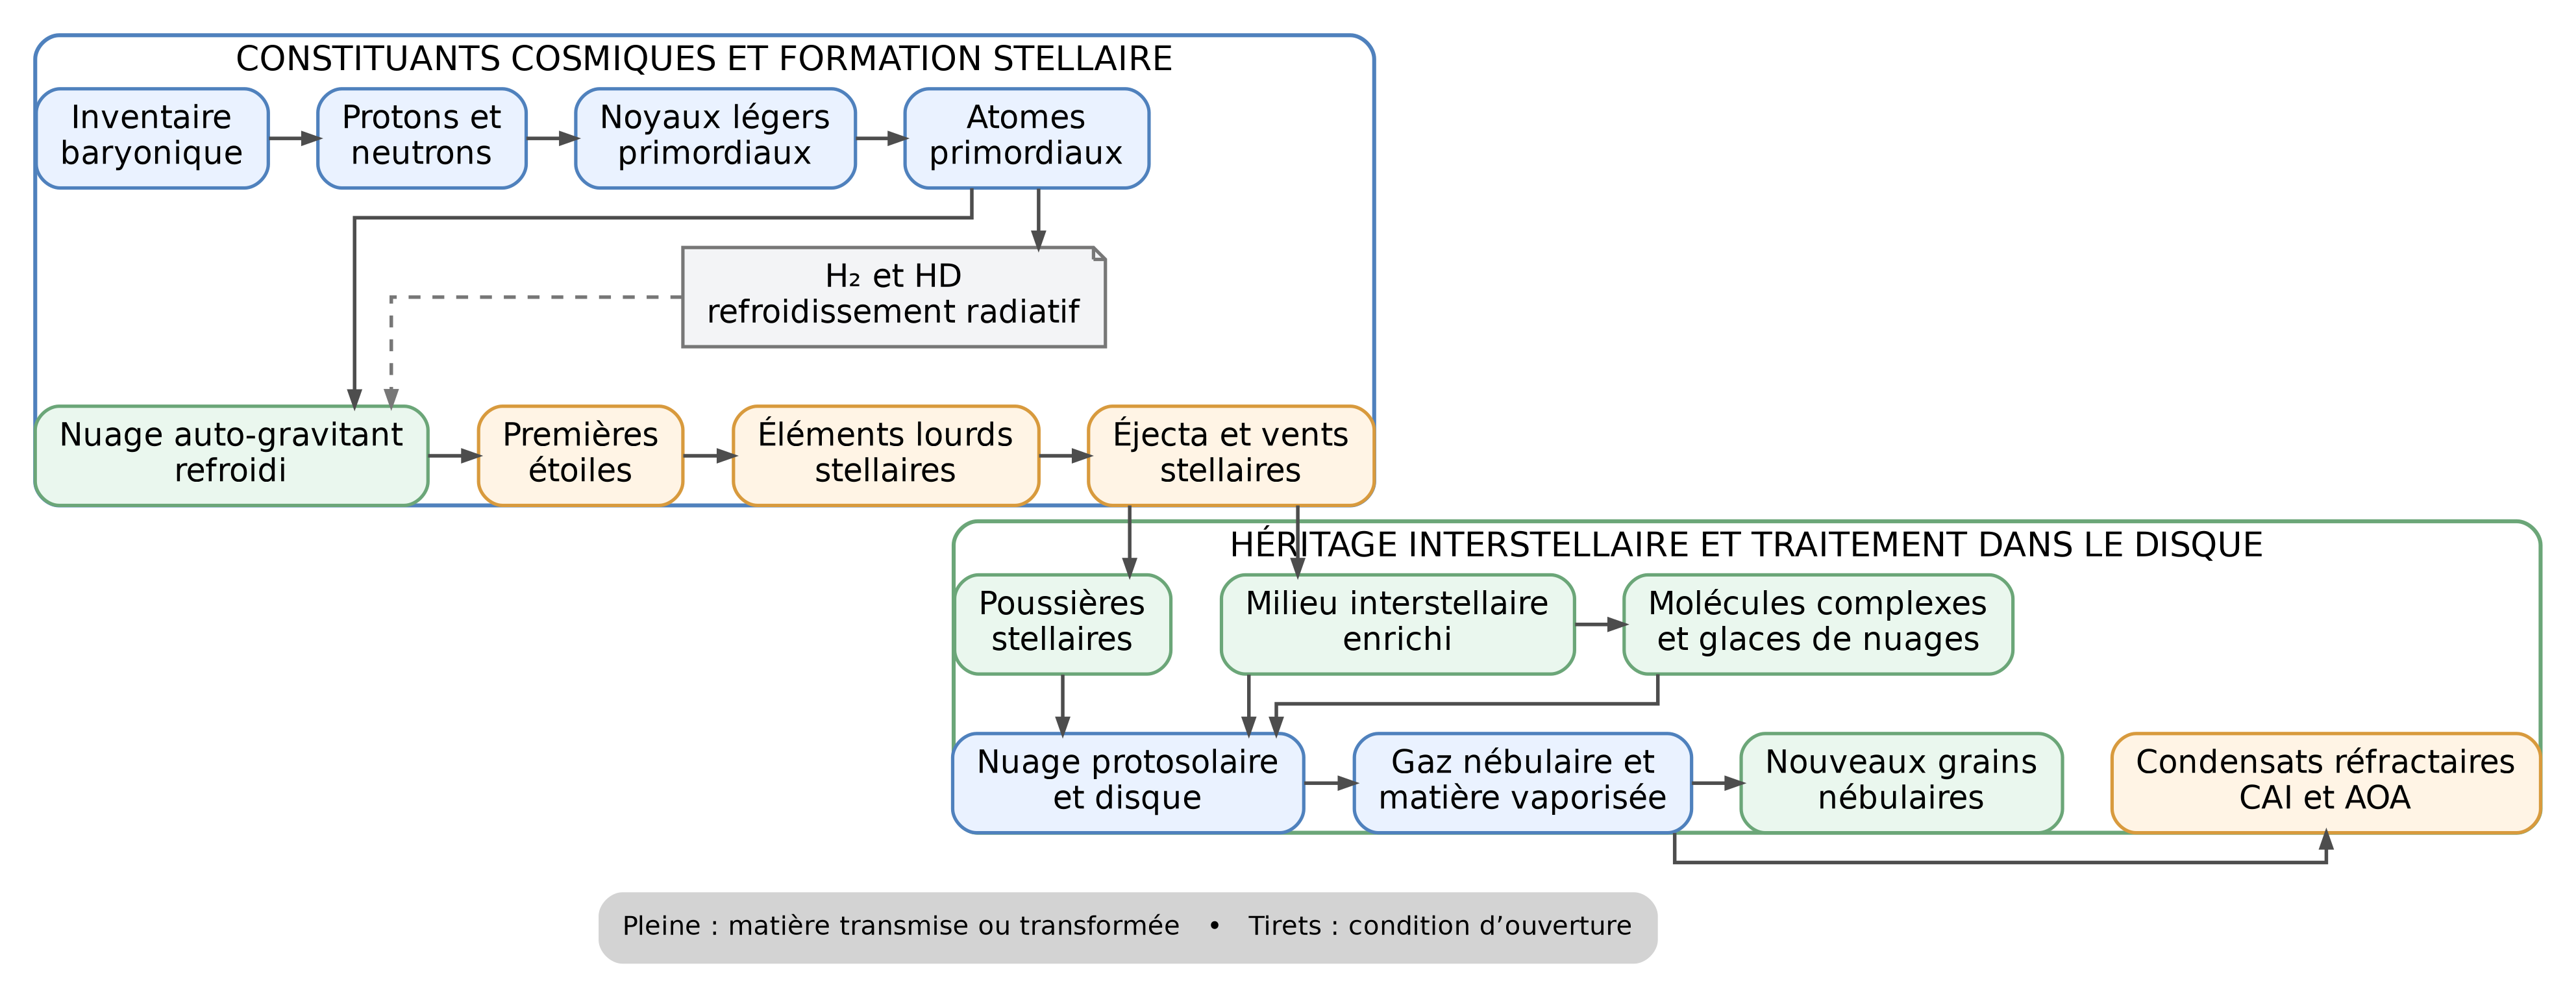 CONSTITUANTS COSMIQUES ET FORMATION STELLAIRE
Inventaire
baryonique
Protons et
neutrons
Noyaux légers
primordiaux
Atomes
primordiaux
H₂ et HD
refroidissement radiatif
Nuage auto-gravitant
refroidi
Premières
étoiles
Éléments lourds
stellaires
Éjecta et vents
stellaires
HÉRITAGE INTERSTELLAIRE ET TRAITEMENT DANS LE DISQUE
Poussières
stellaires
Milieu interstellaire
enrichi
Molécules complexes
et glaces de nuages
Nuage protosolaire
et disque
Gaz nébulaire et
matière vaporisée
Nouveaux grains
nébulaires
Condensats réfractaires
CAI et AOA
Pleine : matière transmise ou transformée • Tirets : condition d’ouverture